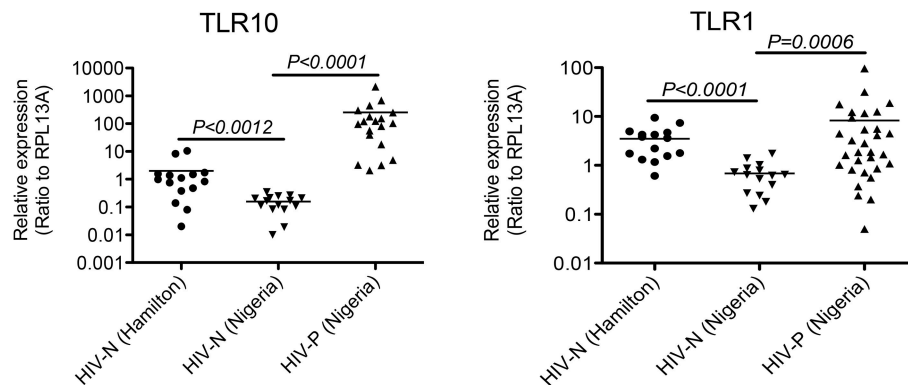 TLR10
Relative expression
(Ratio to RPL13A)
10000
1000
100
10
1
0.1
0.01
0.001
P<0.0012
P<0.0001
HIV-N (Hamilton)
HIV-N (Nigeria)
HIV-P (Nigeria)
TLR1
Relative expression
(Ratio to RPL13A)
100
10
1
0.1
0.01
P<0.0001
P=0.0006
HIV-N (Hamilton)
HIV-N (Nigeria)
HIV-P (Nigeria)